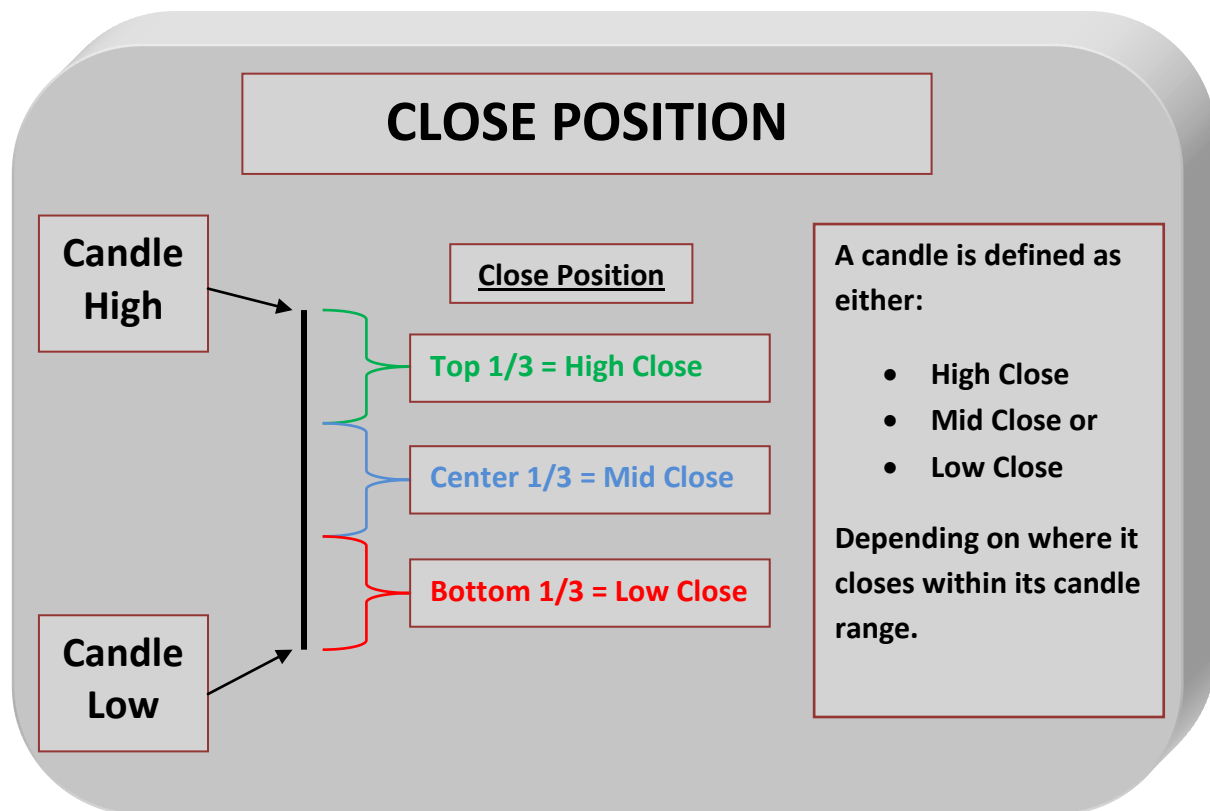 CLOSE POSITION
Candle
High
Close Position
Top 1/3 = High Close
Center 1/3 = Mid Close
Bottom 1/3 = Low Close
Candle
Low
A candle is defined as
either:
• High Close
• Mid Close or
• Low Close
Depending on where it
closes within its candle
range.